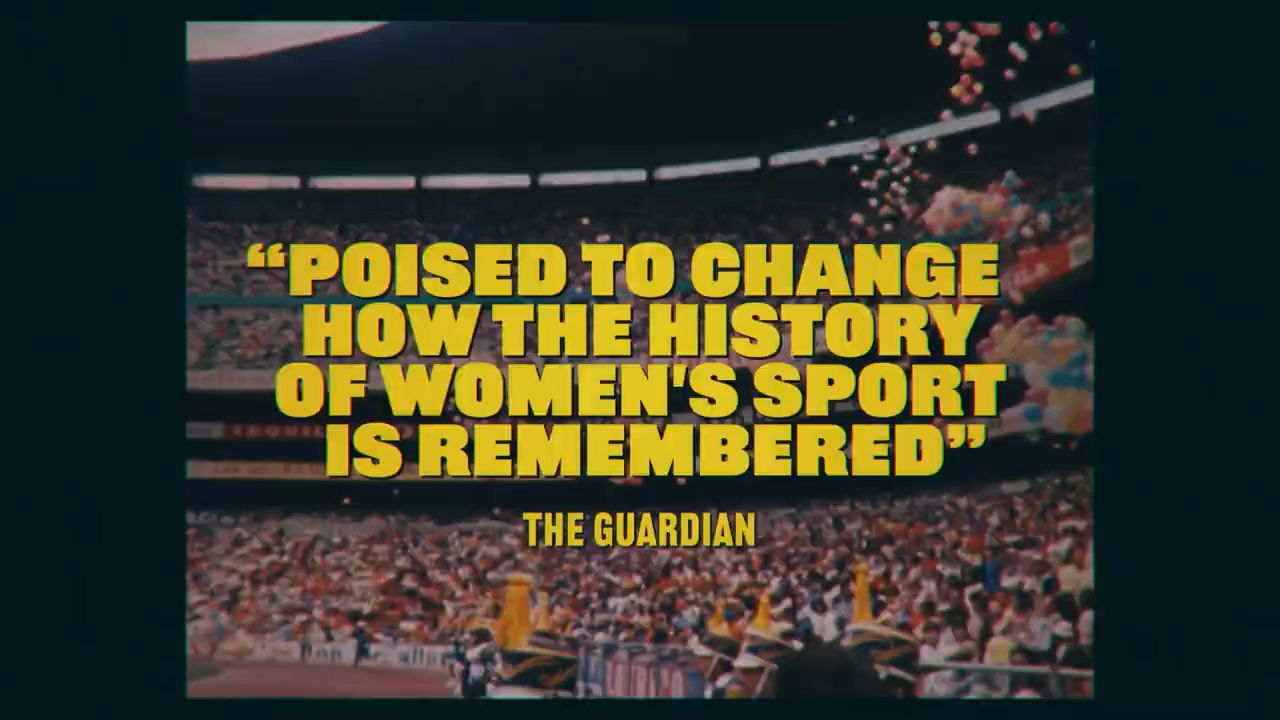 “POISED TO CHANGE
HOW THE HISTORY
OF WOMEN'S SPORT
IS REMEMBERED”
THE GUARDIAN